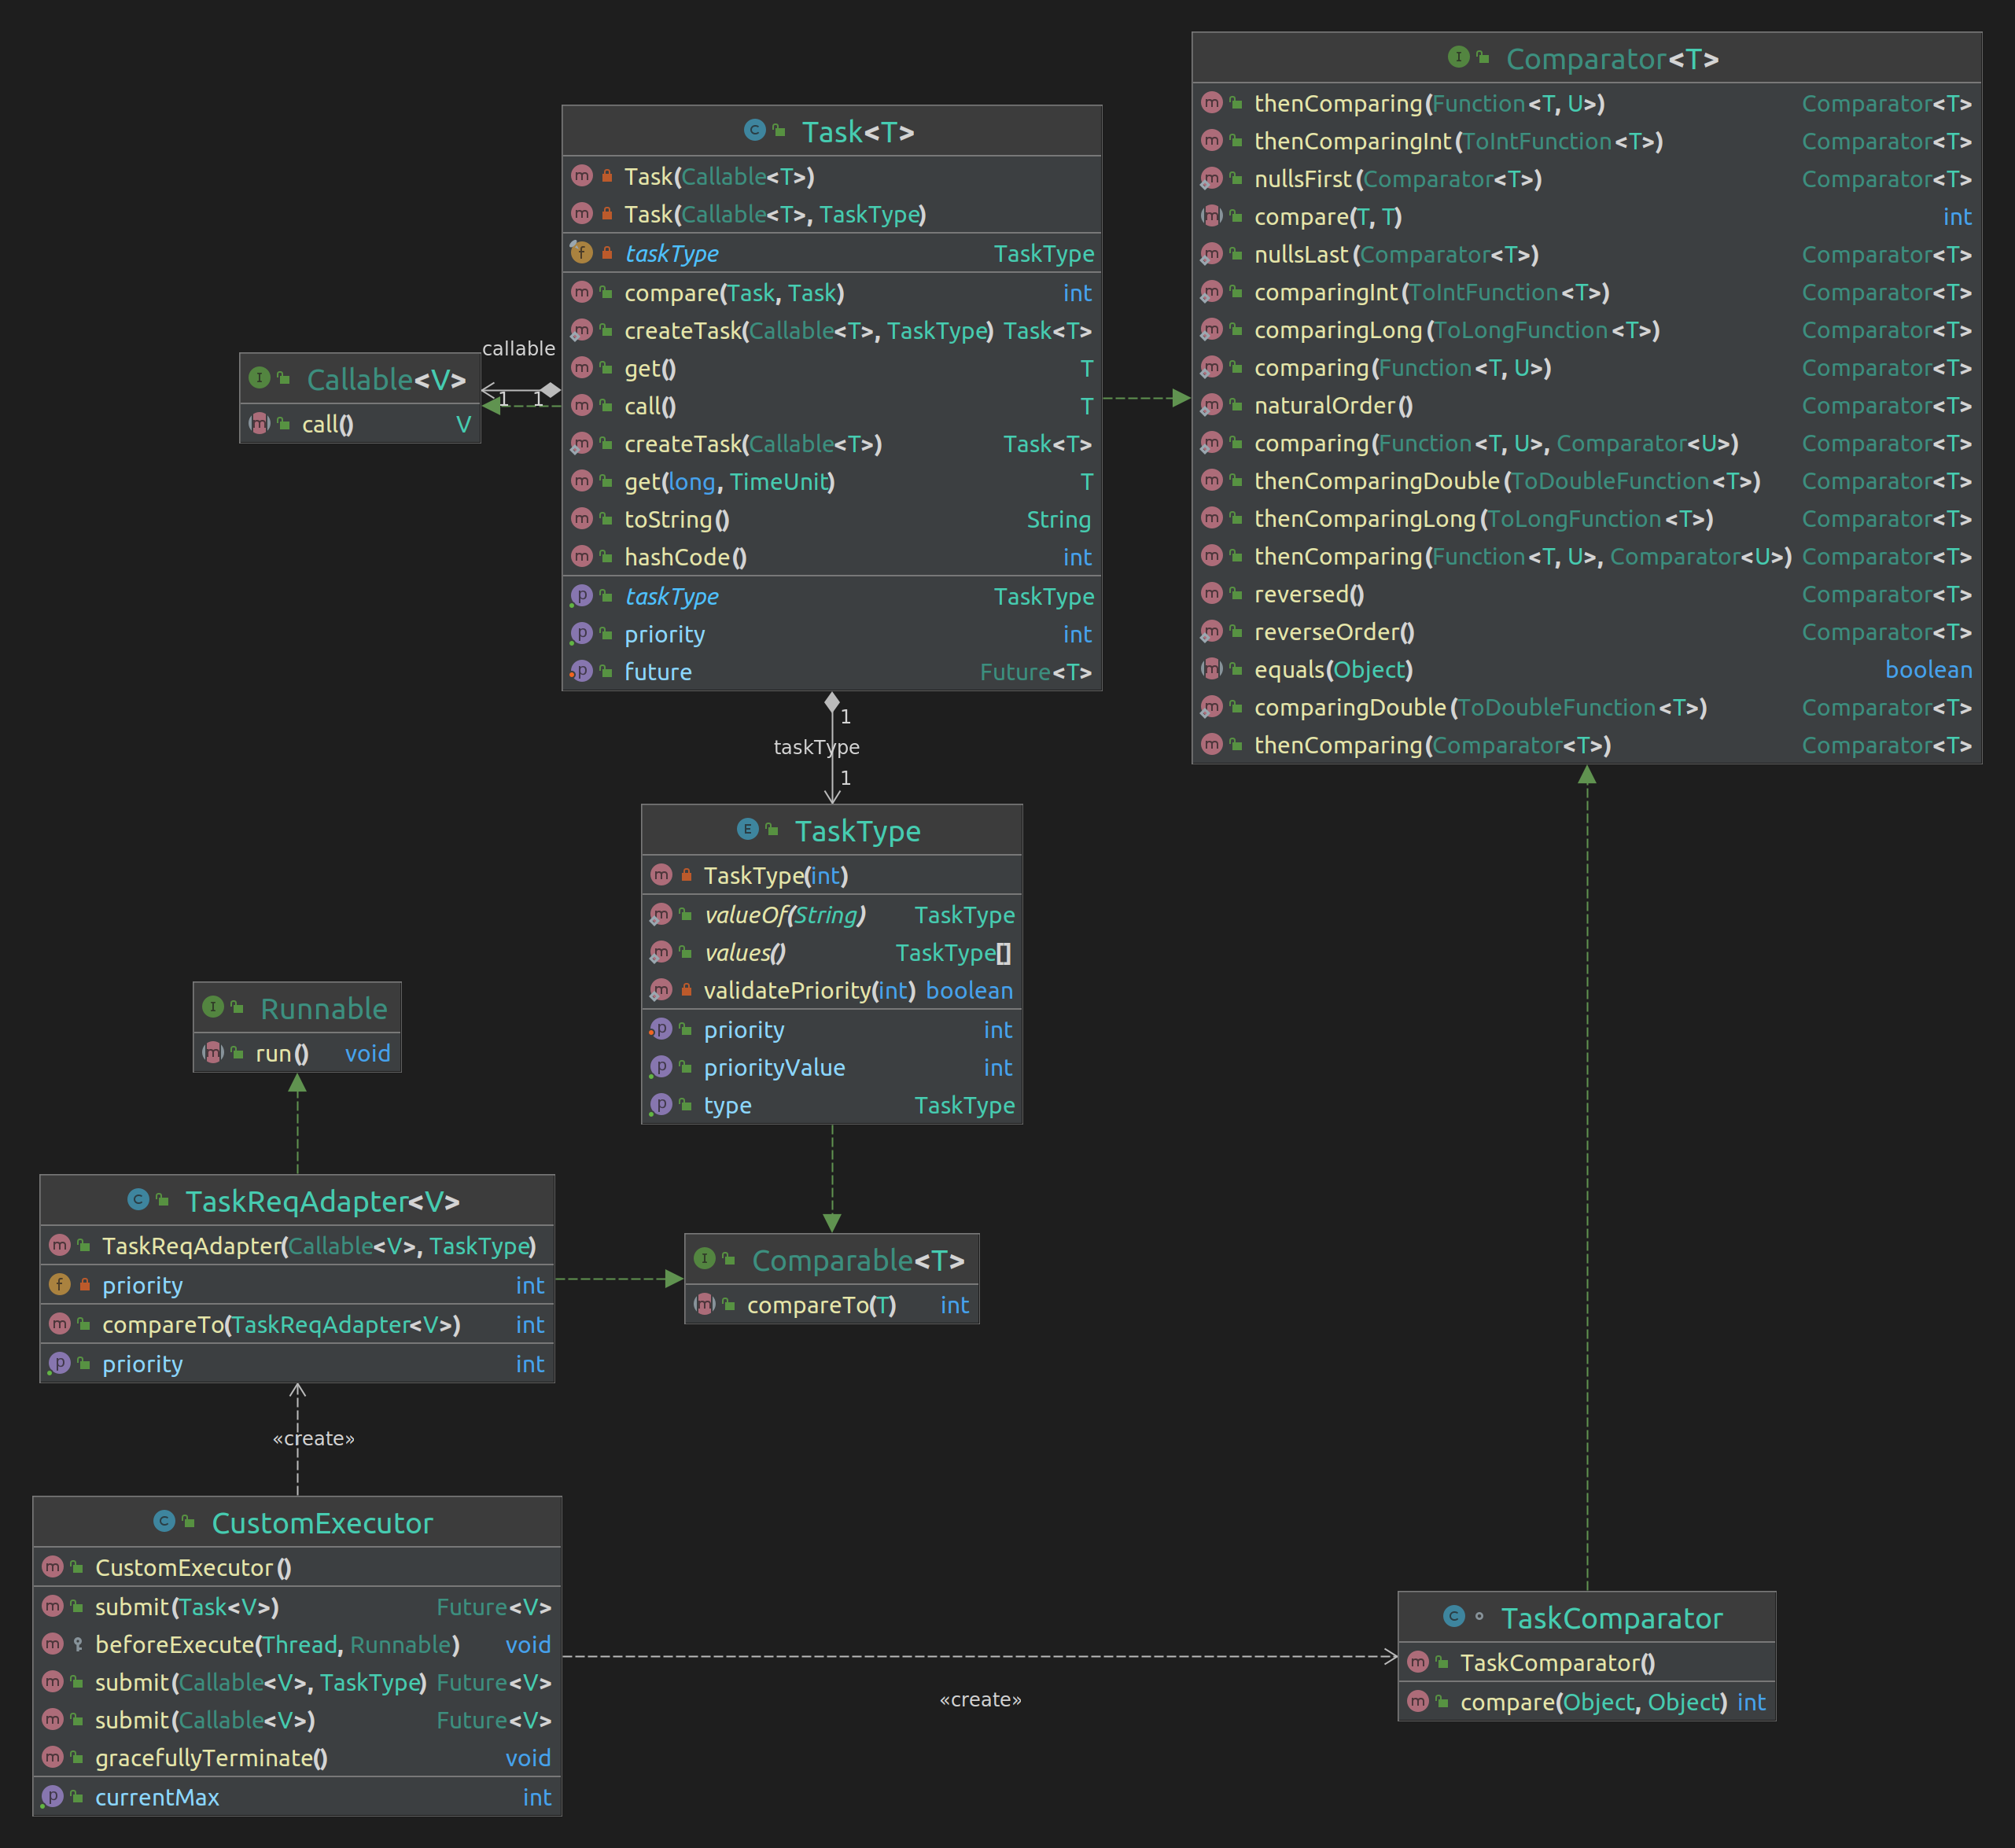 Comparator<T>
thenComparing(Function<T, U>) Comparator<T>
thenComparingInt(ToIntFunction<T>) Comparator<T>
nullsFirst(Comparator<T>) Comparator<T>
compare(T, T) int
nullsLast(Comparator<T>) Comparator<T>
comparingInt(ToIntFunction<T>) Comparator<T>
comparingLong(ToLongFunction<T>) Comparator<T>
comparing(Function<T, U>) Comparator<T>
naturalOrder() Comparator<T>
comparing(Function<T, U>, Comparator<U>) Comparator<T>
thenComparingDouble(ToDoubleFunction<T>) Comparator<T>
thenComparingLong(ToLongFunction<T>) Comparator<T>
thenComparing(Function<T, U>, Comparator<U>) Comparator<T>
reversed() Comparator<T>
reverseOrder() Comparator<T>
equals(Object) boolean
comparingDouble(ToDoubleFunction<T>) Comparator<T>
thenComparing(Comparator<T>) Comparator<T>
Task<T>
Task(Callable<T>)
Task(Callable<T>, TaskType)
taskType TaskType
compare(Task, Task) int
createTask(Callable<T>, TaskType) Task<T>
get() T
call() T
createTask(Callable<T>) Task<T>
get(long, TimeUnit) T
toString() String
hashCode() int
taskType TaskType
priority int
future Future<T>
callable
1 1
Callable<V>
call() V
1
taskType
1
TaskType
TaskType(int)
valueOf(String) TaskType
values() TaskType[]
validatePriority(int) boolean
priority int
priorityValue int
type TaskType
Runnable
run() void
TaskReqAdapter<V>
TaskReqAdapter(Callable<V>, TaskType)
priority int
compareTo(TaskReqAdapter<V>) int
priority int
Comparable<T>
compareTo(T) int
«create»
CustomExecutor
CustomExecutor()
submit(Task<V>) Future<V>
beforeExecute(Thread, Runnable) void
submit(Callable<V>, TaskType) Future<V>
submit(Callable<V>) Future<V>
gracefullyTerminate() void
currentMax int
«create»
TaskComparator
TaskComparator()
compare(Object, Object) int